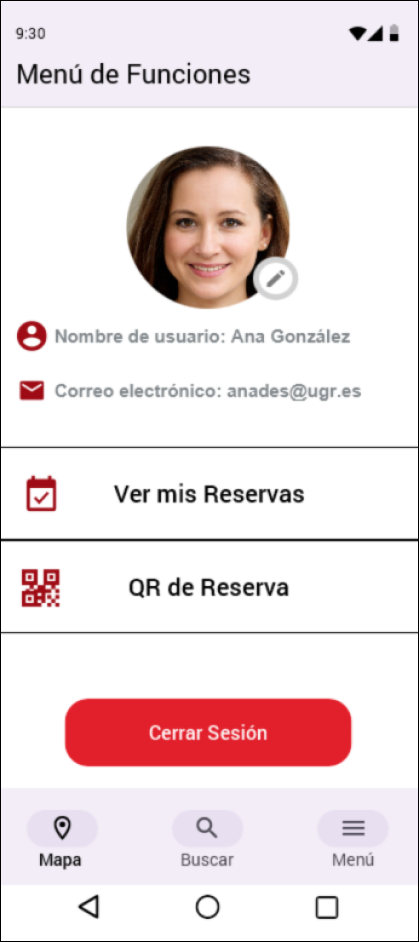 9:30
Menú de Funciones
Nombre de usuario: Ana González
Correo electrónico: anades@ugr.es
Ver mis Reservas
QR de Reserva
Cerrar Sesión
Mapa Buscar Menú